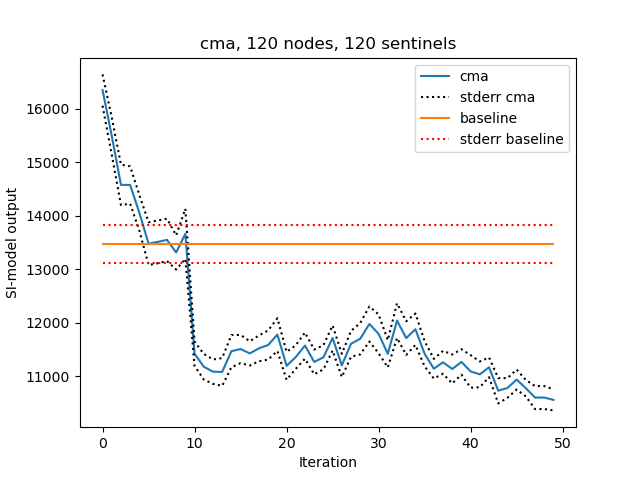 cma, 120 nodes, 120 sentinels
cma
stderr cma
baseline
stderr baseline
SI-model output
16000
15000
14000
13000
12000
11000
0 10 20 30 40 50
Iteration